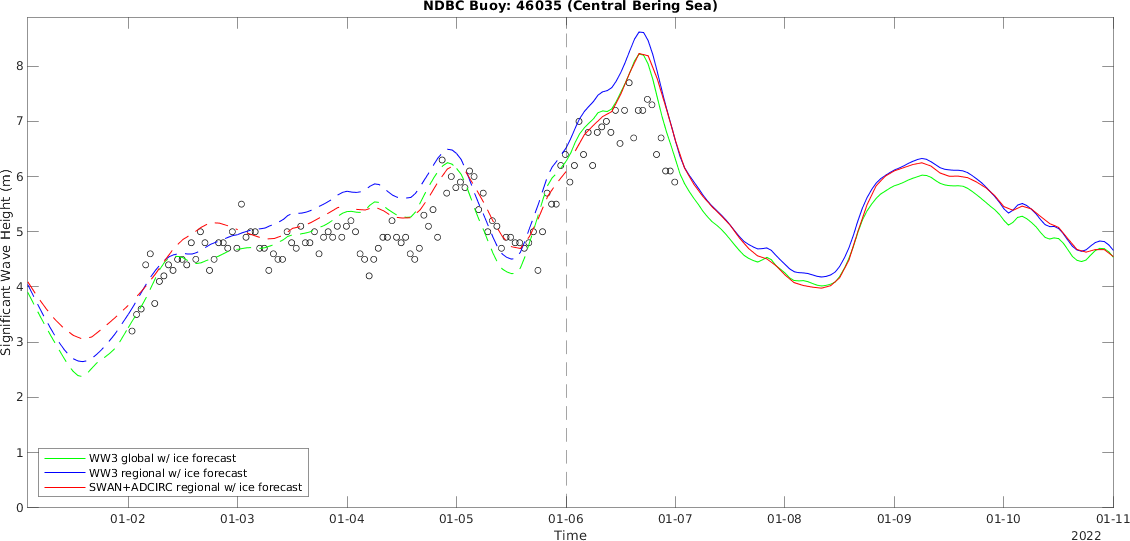 NDBC Buoy: 46035 (Central Bering Sea)
8
7
6
5
4
3
2
1
0
Significant Wave Height (m)
WW3 global w/ ice forecast
WW3 regional w/ ice forecast
SWAN+ADCIRC regional w/ ice forecast
01-02 01-03 01-04 01-05 01-06 01-07 01-08 01-09 01-10 01-11
Time
2022